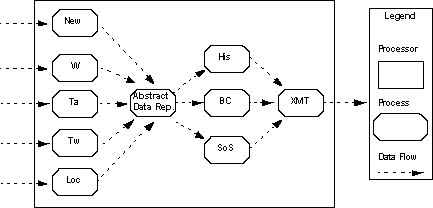 New
W
Ta
Tw
Loc
Abstract
Data Rep.
His
BC
SoS
XMT
Legend
Processor
Process
Data Flow